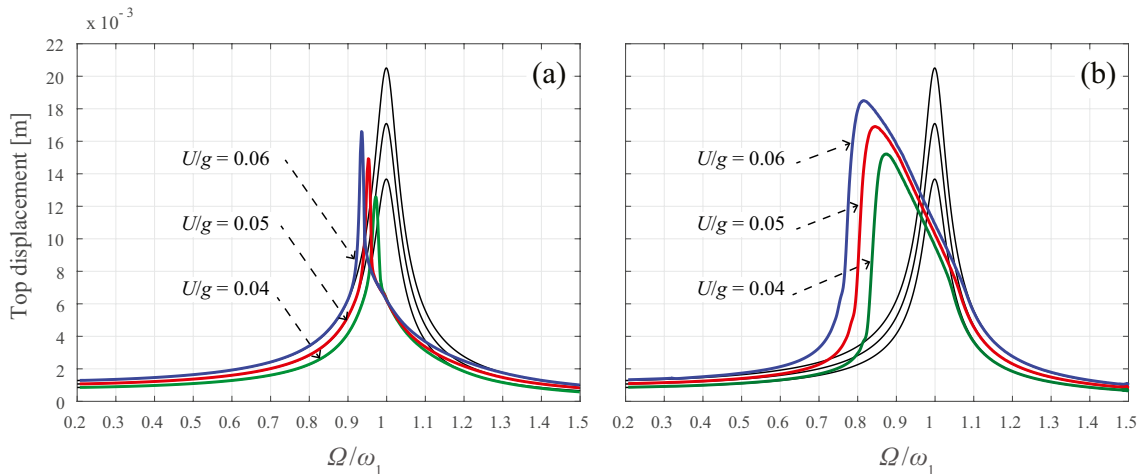 x 10⁻³
Top displacement [m]
22
20
18
16
14
12
10
8
6
4
2
0
(a)
U/g = 0.06
U/g = 0.05
U/g = 0.04
0.2 0.3 0.4 0.5 0.6 0.7 0.8 0.9 1 1.1 1.2 1.3 1.4 1.5
Ω/ω₁
(b)
U/g = 0.06
U/g = 0.05
U/g = 0.04
0.2 0.3 0.4 0.5 0.6 0.7 0.8 0.9 1 1.1 1.2 1.3 1.4 1.5
Ω/ω₁